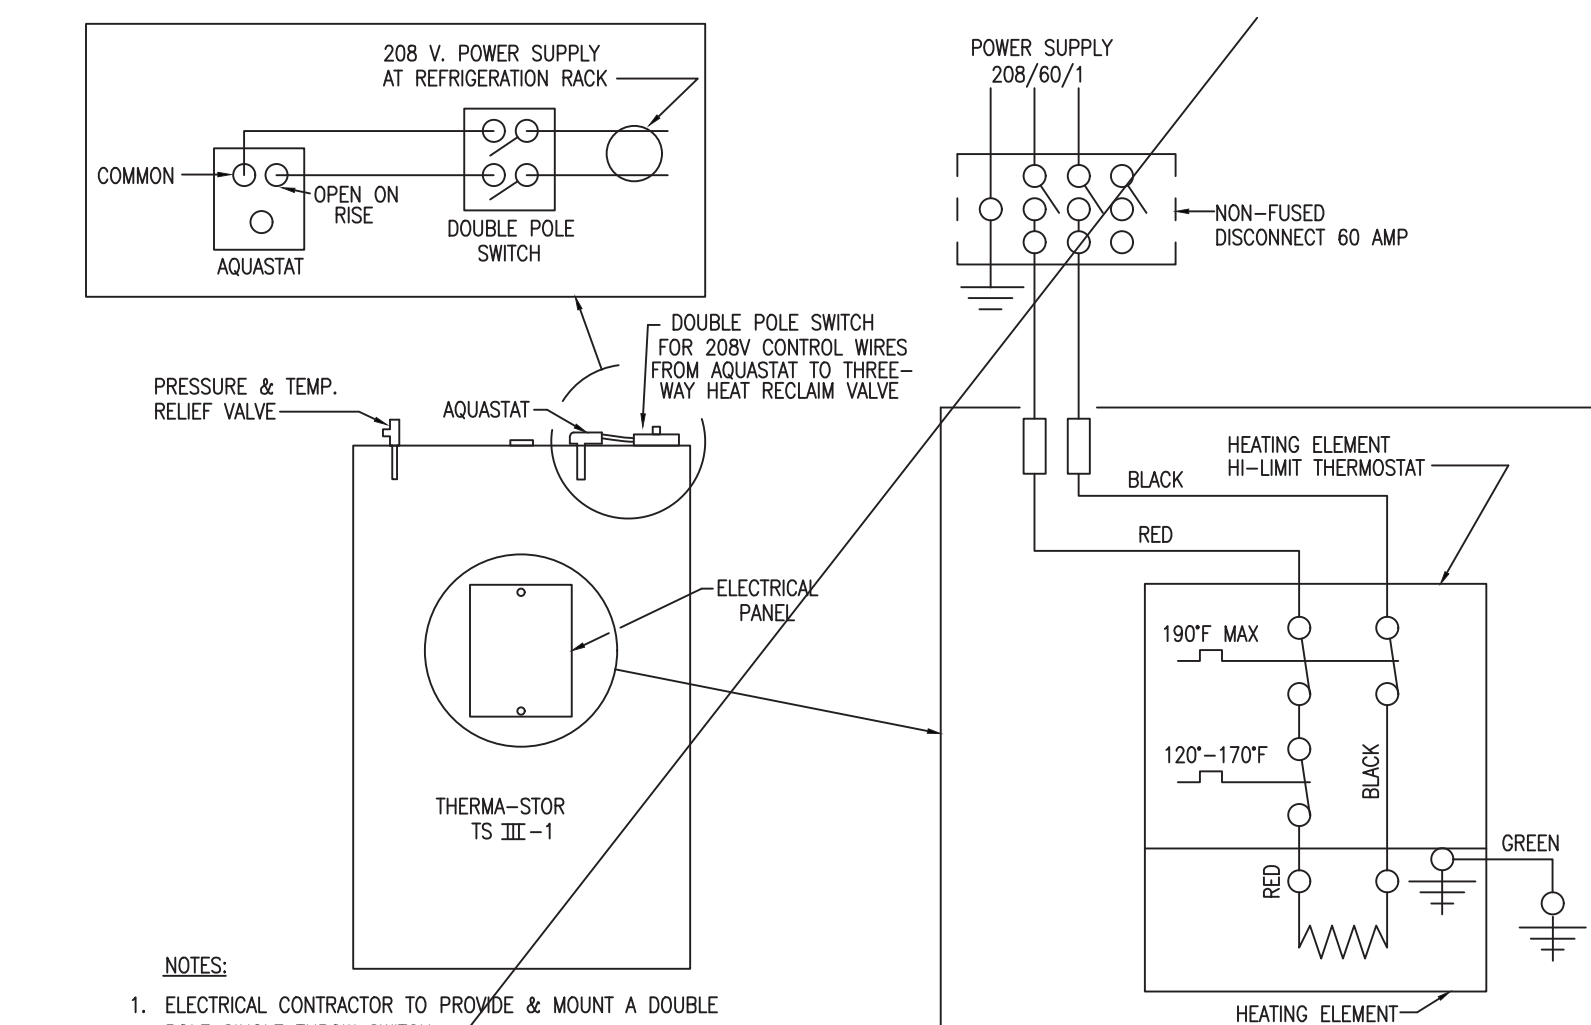 208 V. POWER SUPPLY
AT REFRIGERATION RACK
COMMON
OPEN ON
RISE
AQUASTAT
DOUBLE POLE
SWITCH
POWER SUPPLY
208/60/1
NON-FUSED
DISCONNECT 60 AMP
DOUBLE POLE SWITCH
FOR 208V CONTROL WIRES
FROM AQUASTAT TO THREE-
WAY HEAT RECLAIM VALVE
PRESSURE & TEMP.
RELIEF VALVE
AQUASTAT
ELECTRICAL
PANEL
THERMA-STOR
TS III-1
HEATING ELEMENT
HI-LIMIT THERMOSTAT
BLACK
RED
190°F MAX
120°-170°F
BLACK
RED
GREEN
HEATING ELEMENT
NOTES:
1. ELECTRICAL CONTRACTOR TO PROVIDE & MOUNT A DOUBLE